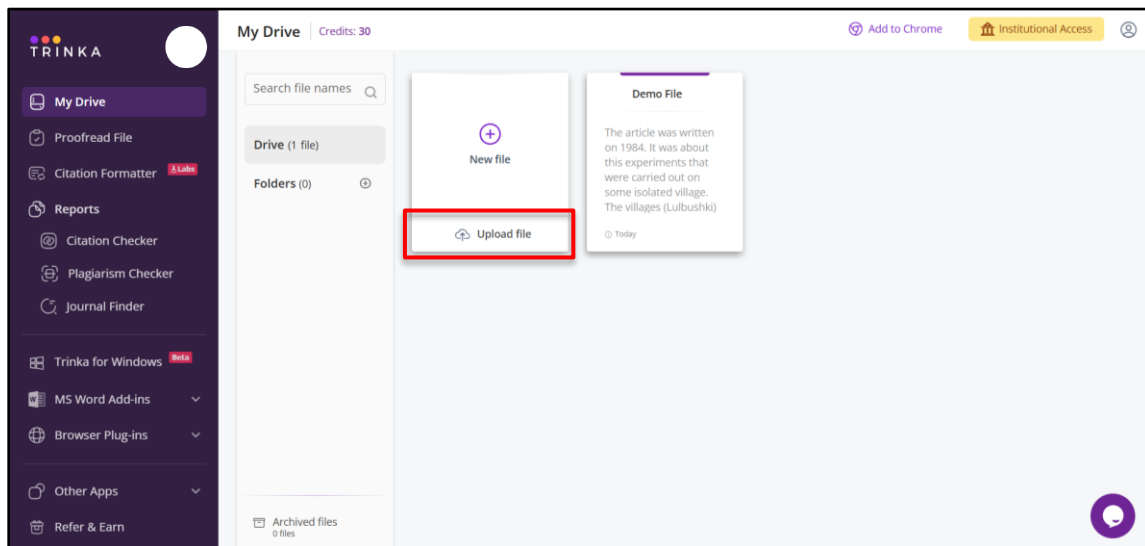 TRINKA
My Drive
Proofread File
Citation Formatter Labs
Reports
Citation Checker
Plagiarism Checker
Journal Finder
Trinka for Windows Beta
MS Word Add-ins
Browser Plug-ins
Other Apps
Refer & Earn
My Drive Credits: 30
Add to Chrome
Institutional Access
Search file names
Drive (1 file)
Folders (0)
Archived files
0 files
New file
Upload file
Demo File
The article was written
on 1984. It was about
this experiments that
were carried out on
some isolated village.
The villages (Lulbushki)
Today